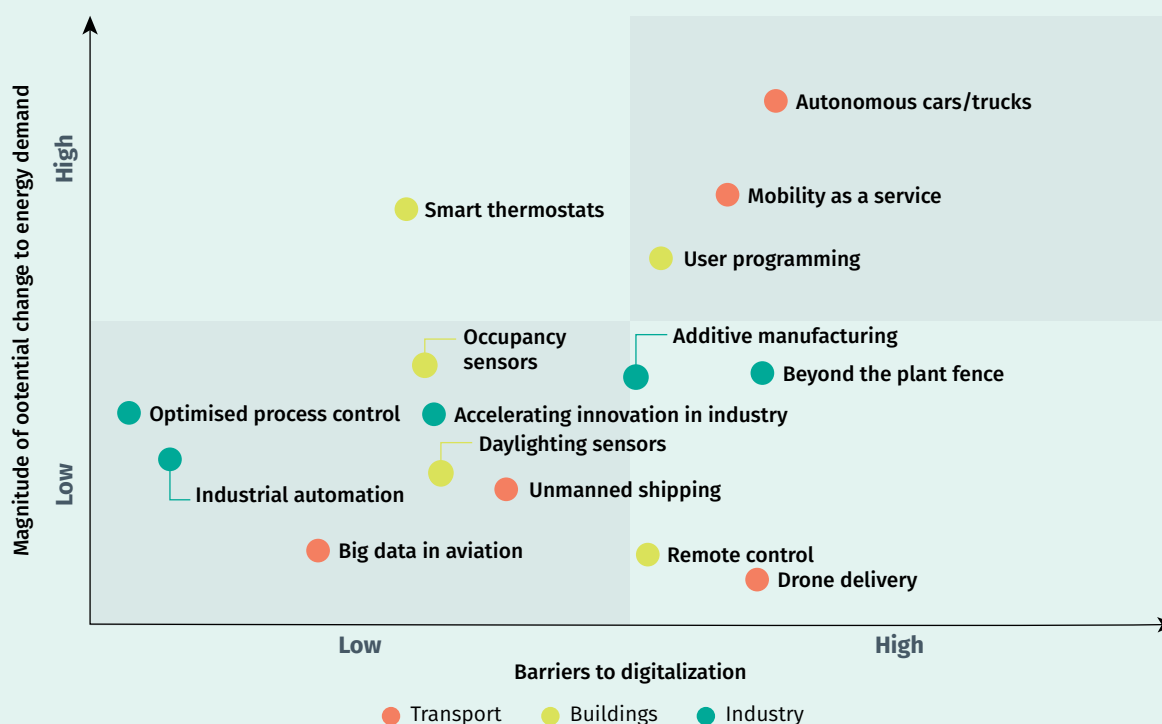 Magnitude of ootential change to energy demand
High
Low
Autonomous cars/trucks
Mobility as a service
Smart thermostats
User programming
Occupancy
sensors
Additive manufacturing
Beyond the plant fence
Optimised process control
Accelerating innovation in industry
Daylighting sensors
Industrial automation
Unmanned shipping
Big data in aviation
Remote control
Drone delivery
Low
High
Barriers to digitalization
Transport
Buildings
Industry